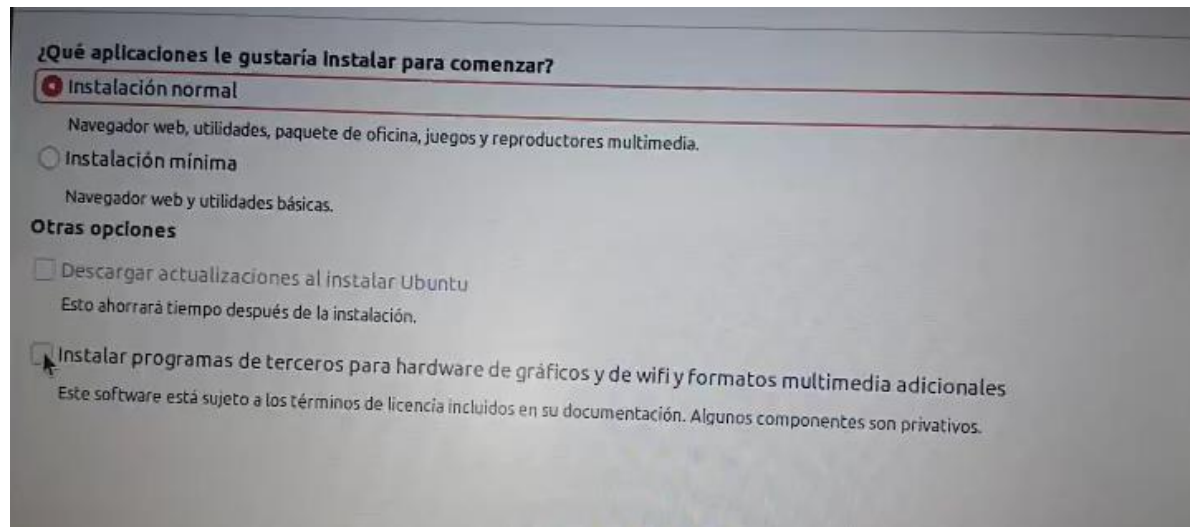 ¿Qué aplicaciones le gustaría instalar para comenzar?
Instalación normal
Navegador web, utilidades, paquete de oficina, juegos y reproductores multimedia.
Instalación mínima
Navegador web y utilidades básicas.
Otras opciones
Descargar actualizaciones al instalar Ubuntu
Esto ahorrará tiempo después de la instalación.
Instalar programas de terceros para hardware de gráficos y de wifi y formatos multimedia adicionales
Este software está sujeto a los términos de licencia incluidos en su documentación. Algunos componentes son privativos.